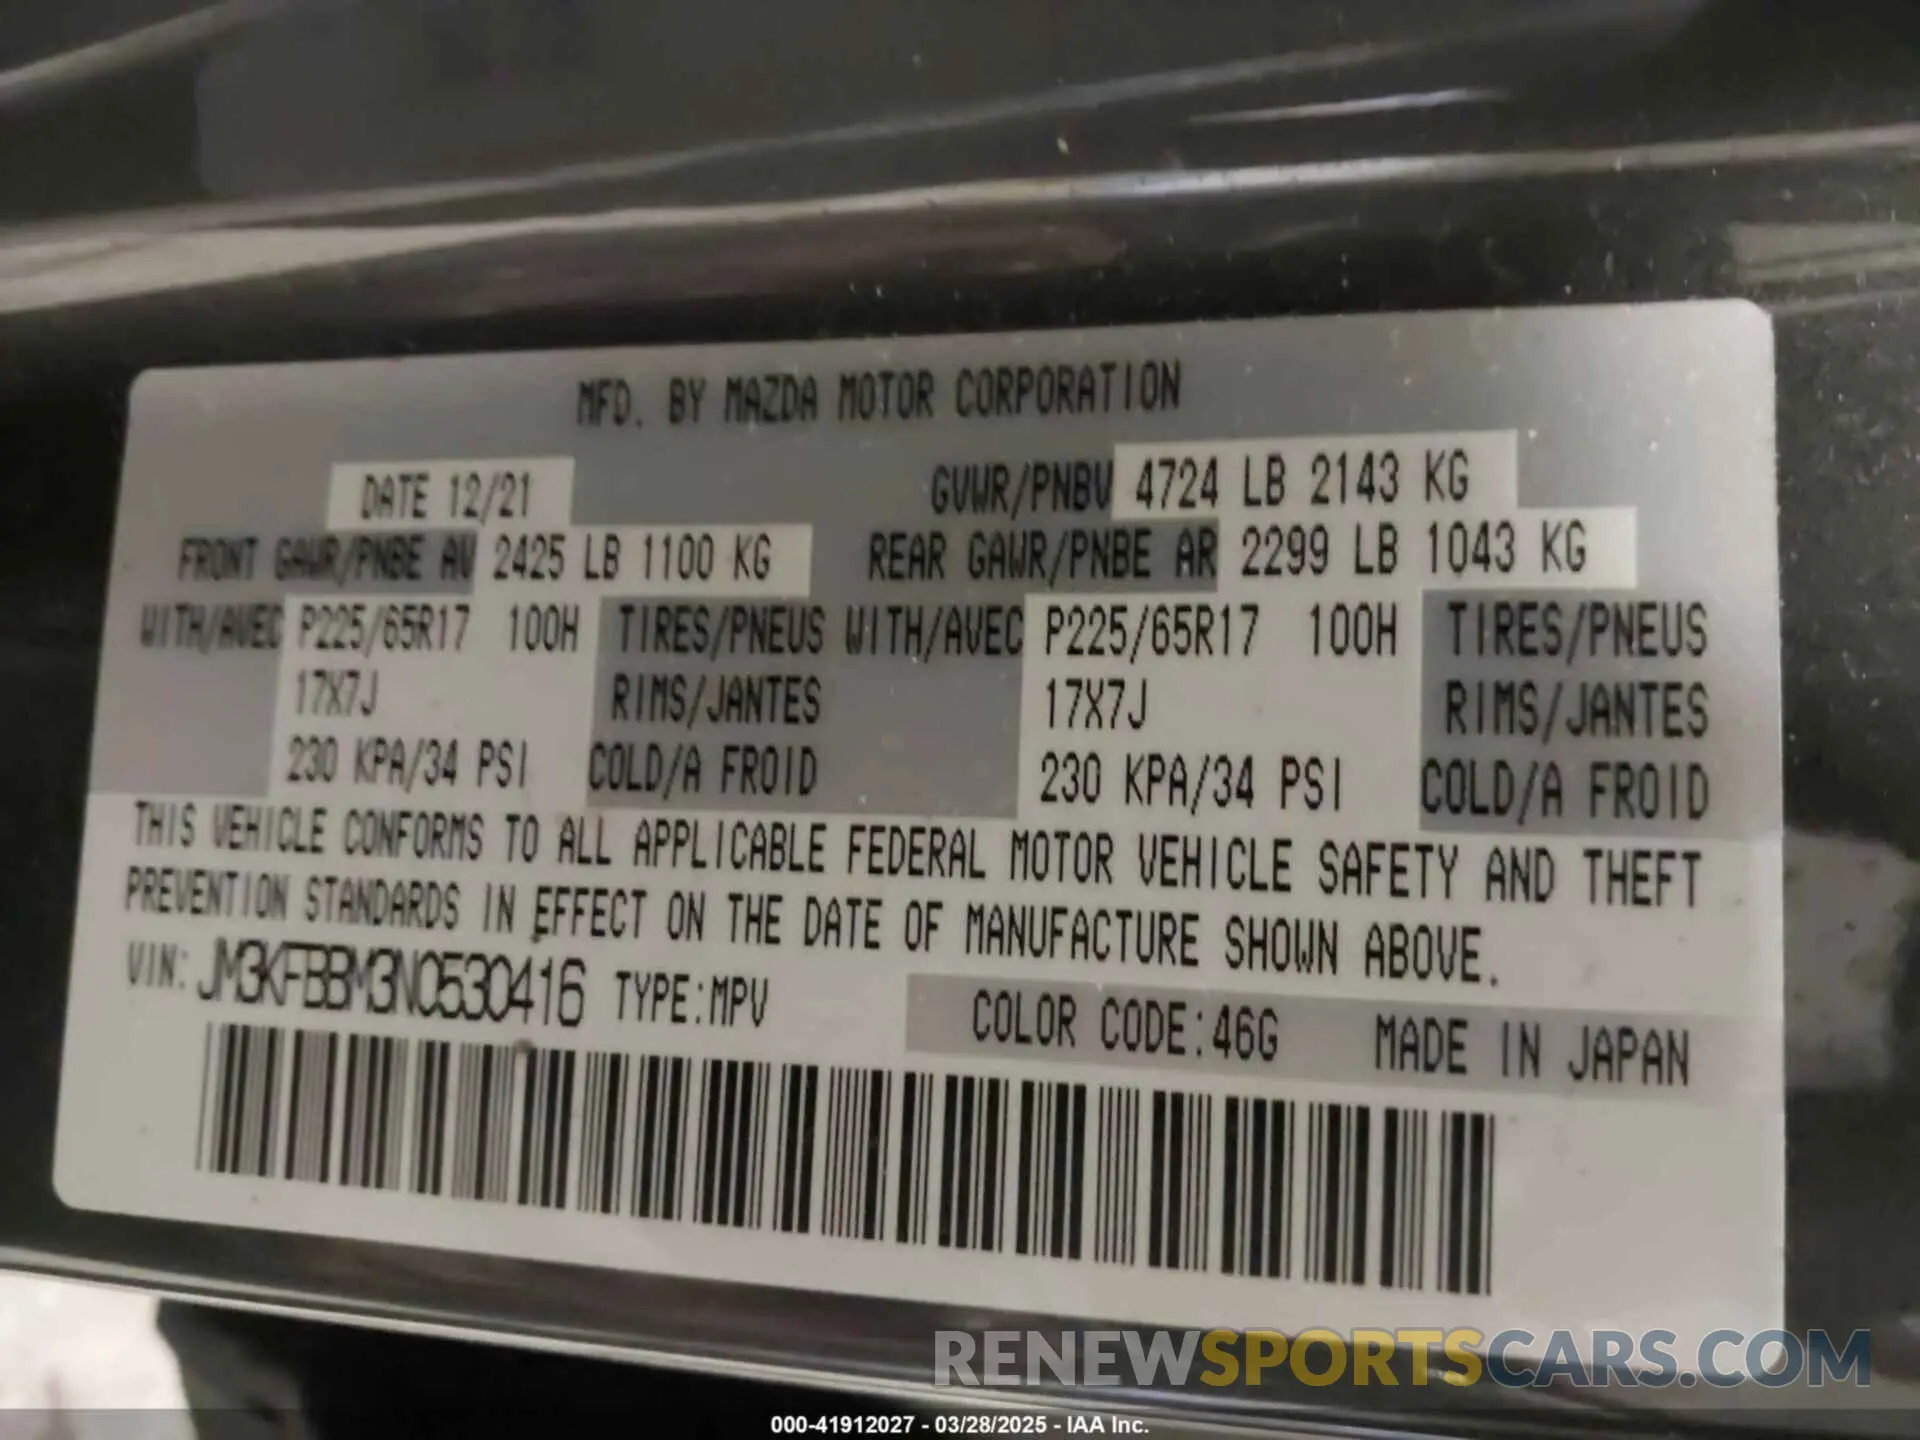 MFD. BY MAZDA MOTOR CORPORATION
DATE 12/21 GVWR/PNBV 4724 LB 2143 KG
FRONT GAWR/PNBE AV 2425 LB 1100 KG REAR GAWR/PNBE AR 2299 LB 1043 KG
WITH/AVEC P225/65R17 100H TIRES/PNEUS WITH/AVEC P225/65R17 100H TIRES/PNEUS
17X7J RIMS/JANTES 17X7J RIMS/JANTES
230 KPA/34 PSI COLD/A FROID 230 KPA/34 PSI COLD/A FROID
THIS VEHICLE CONFORMS TO ALL APPLICABLE FEDERAL MOTOR VEHICLE SAFETY AND THEFT
PREVENTION STANDARDS IN EFFECT ON THE DATE OF MANUFACTURE SHOWN ABOVE.
VIN: JM3KFBBM3N0530416 TYPE:MPV COLOR CODE:46G MADE IN JAPAN
RENEWSPORTSCARS.COM
000-41912027 - 03/28/2025 - IAA Inc.